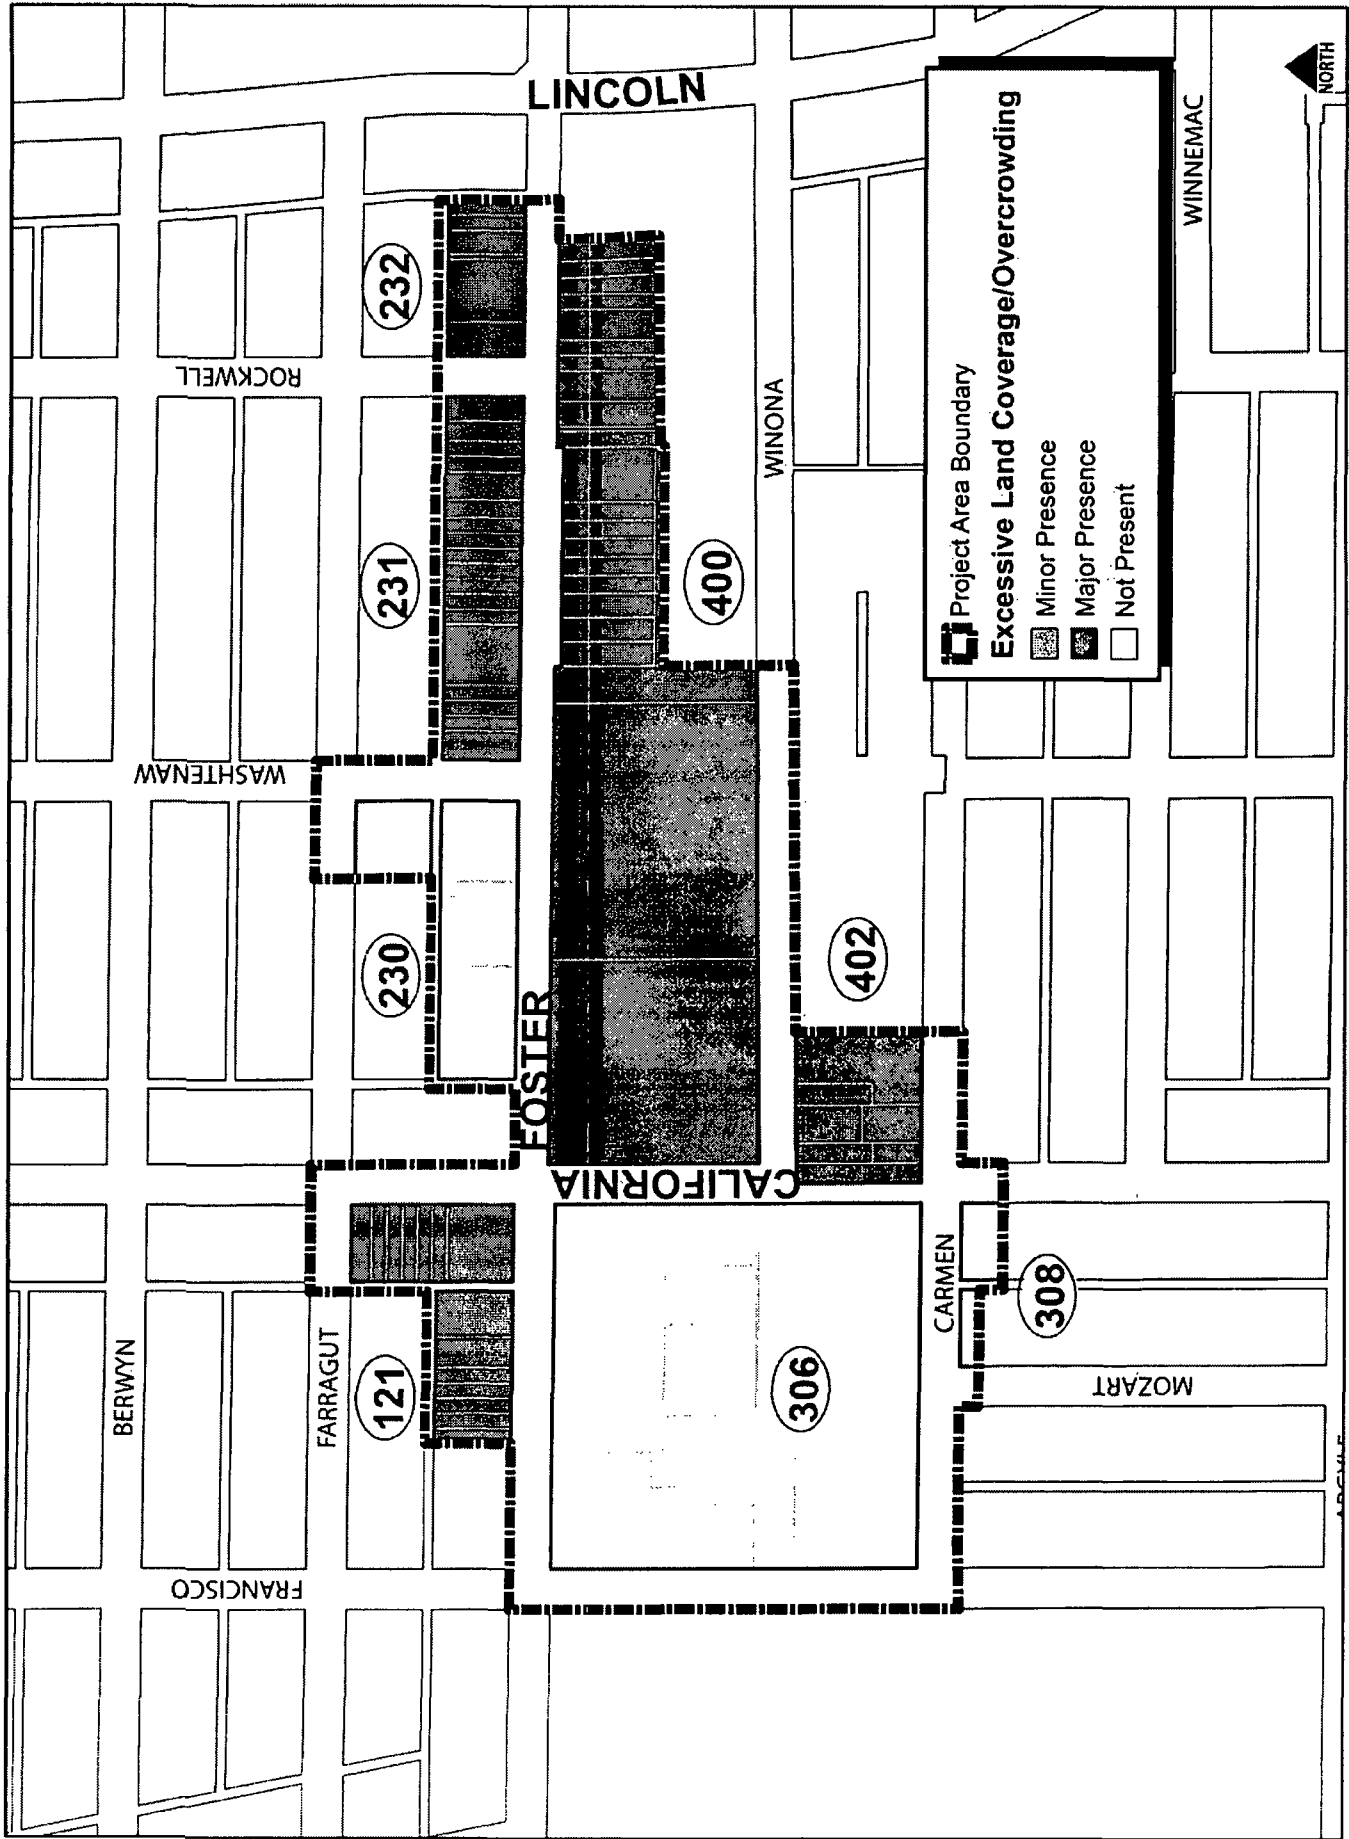 LINCOLN
232
ROCKWELL
231
WINONA
400
WASHTENAW
230
FOSTER
402
CALIFORNIA
BERWYN
FARRAGUT
121
FRANCISCO
306
CARMEN
308
MOZART
WINNEMAC
NORTH
Project Area Boundary
Excessive Land Coverage/Overcrowding
Minor Presence
Major Presence
Not Present